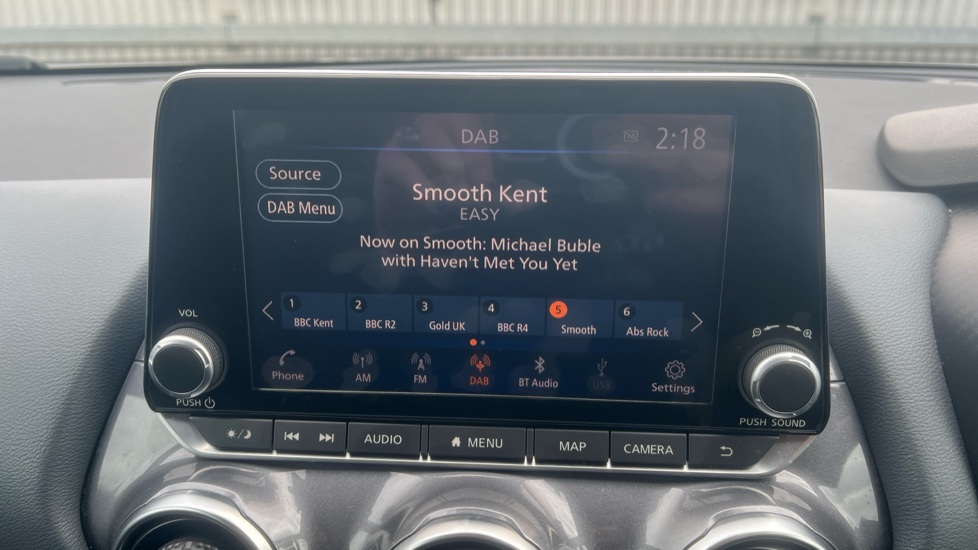 DAB
2:18
Source
DAB Menu
Smooth Kent
EASY
Now on Smooth: Michael Buble
with Haven't Met You Yet
1 2 3 4 5 6
BBC Kent BBC R2 Gold UK BBC R4 Smooth Abs Rock
Phone AM FM DAB BT Audio USB Settings
VOL
PUSH
PUSH SOUND
AUDIO MENU MAP CAMERA